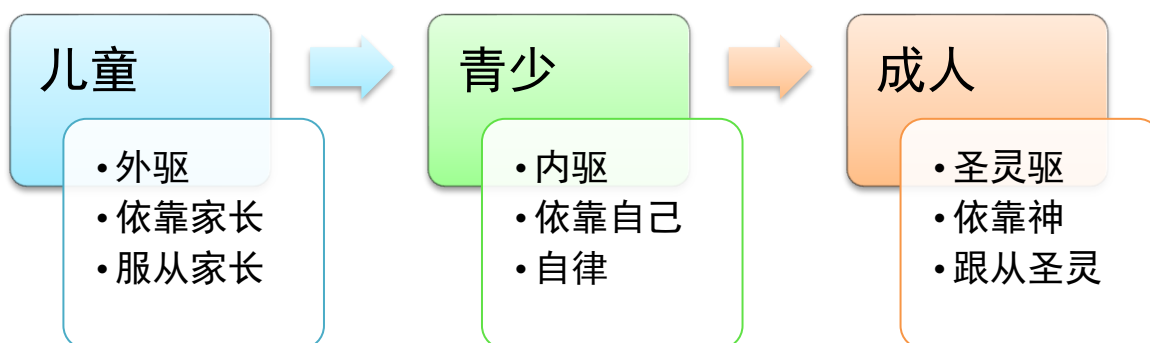 儿童
• 外驱
• 依靠家长
• 服从家长
青少
• 内驱
• 依靠自己
• 自律
成人
• 圣灵驱
• 依靠神
• 跟从圣灵